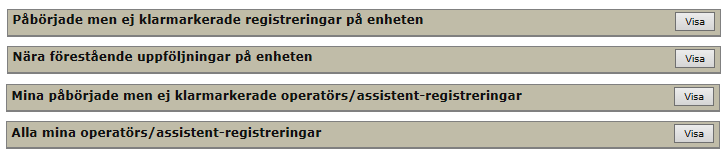 Påbörjade men ej klarmarkerade registreringar på enheten Visa
Nära förestående uppföljningar på enheten Visa
Mina påbörjade men ej klarmarkerade operatörs/assistent-registreringar Visa
Alla mina operatörs/assistent-registreringar Visa